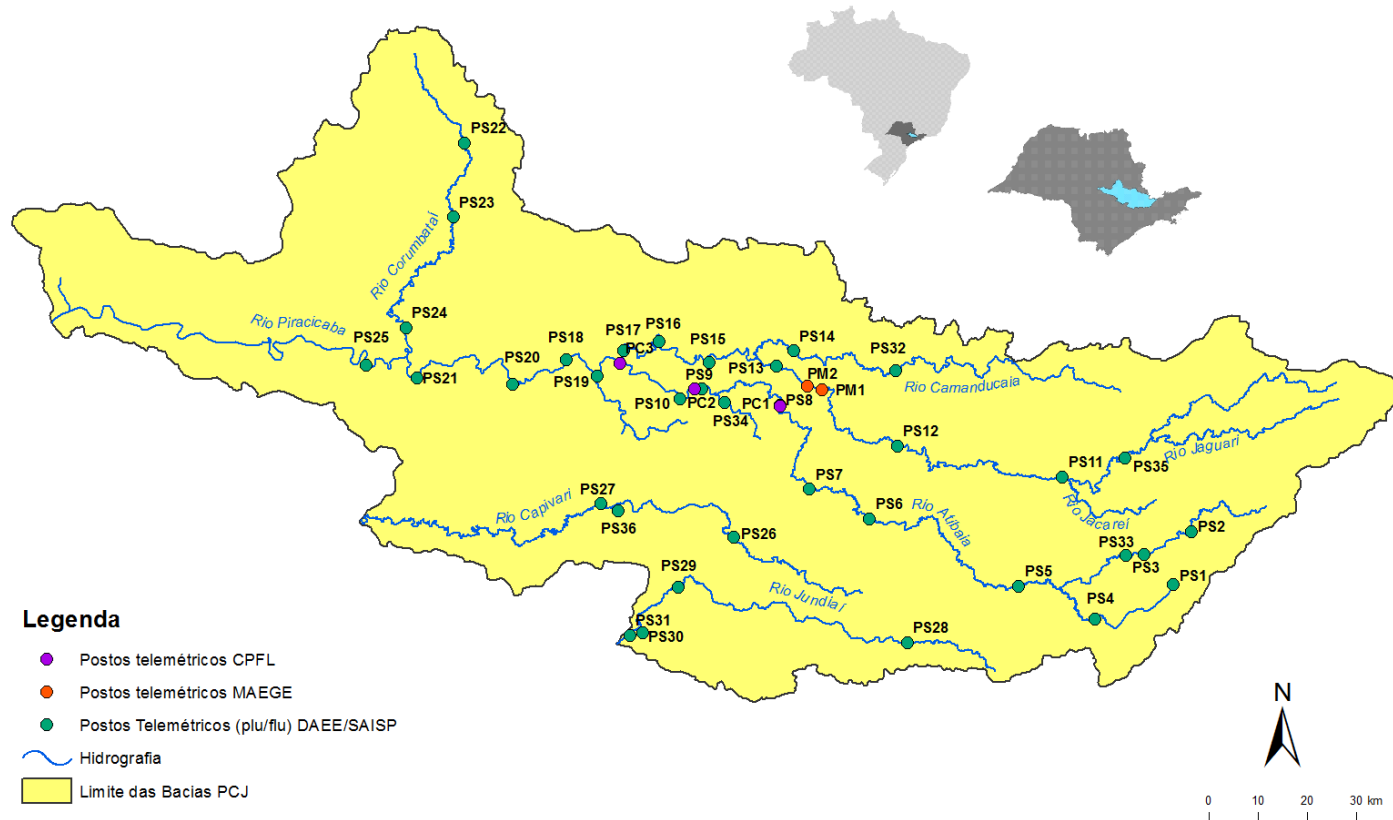 PS22
PS23
Rio Corumbataí
PS24
Rio Piracicaba
PS25
PS21
PS20
PS18
PS19
PS17
PC3
PS16
PS15
PS14
PS13
PS32
Rio Camanducaia
PM2
PM1
PS9
PS10
PC2
PS34
PC1
PS8
PS12
PS7
PS6
PS11
PS35
Rio Jaguari
Rio Jacareí
Rio Atibaia
PS2
PS33
PS3
PS1
PS5
PS4
PS27
Rio Capivari
PS36
PS26
PS29
Rio Jundiaí
PS31
PS30
PS28
Legenda
Postos telemétricos CPFL
Postos telemétricos MAEGE
Postos Telemétricos (plu/flu) DAEE/SAISP
Hidrografia
Limite das Bacias PCJ
N
0 10 20 30 km